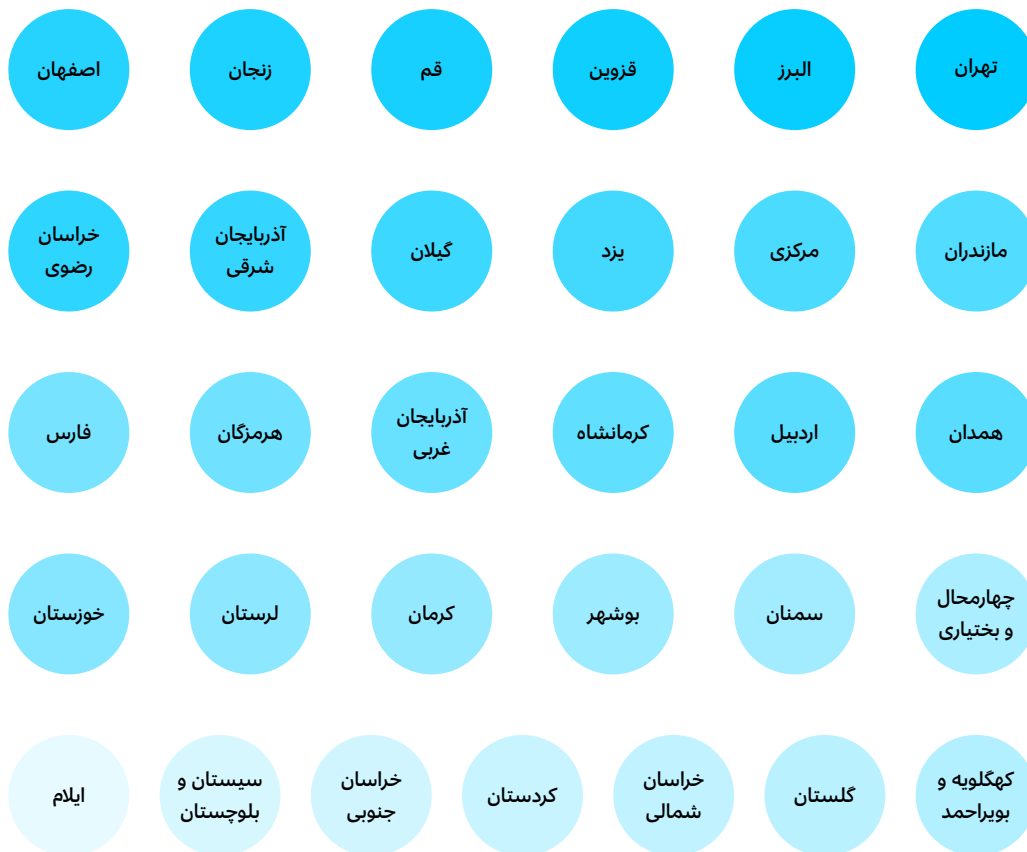 تهران
البرز
قزوین
قم
زنجان
اصفهان
مازندران
مرکزی
یزد
گیلان
آذربایجان
شرقی
خراسان
رضوی
همدان
اردبیل
کرمانشاه
آذربایجان
غربی
هرمزگان
فارس
چهارمحال
و بختیاری
سمنان
بوشهر
کرمان
لرستان
خوزستان
کهگلویه و
بویراحمد
گلستان
خراسان
شمالی
کردستان
خراسان
جنوبی
سیستان و
بلوچستان
ایلام